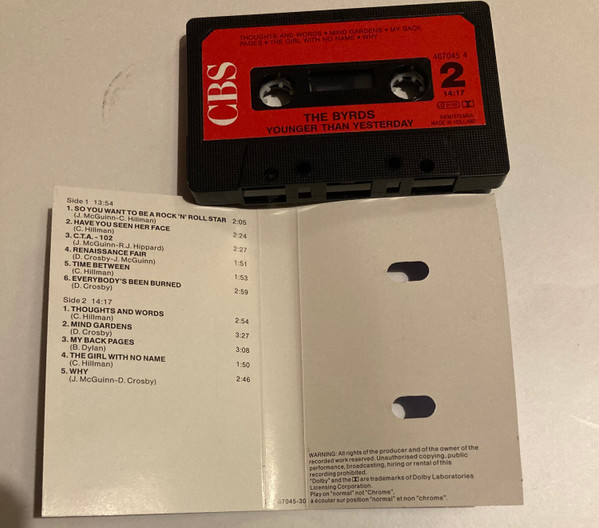 THOUGHTS AND WORDS • MIND GARDENS • MY BACK
PAGES • THE GIRL WITH NO NAME • WHY
467045 4
CBS
2
14:17
THE BYRDS
YOUNGER THAN YESTERDAY
MADE IN HOLLAND
Side 1 13:54
1. SO YOU WANT TO BE A ROCK 'N' ROLL STAR
(J. McGuinn-C. Hillman) 2:05
2. HAVE YOU SEEN HER FACE
(C. Hillman) 2:24
3. C.T.A. - 102
(J. McGuinn-R.J. Hippard) 2:27
4. RENAISSANCE FAIR
(D. Crosby-J. McGuinn) 1:51
5. TIME BETWEEN
(C. Hillman) 1:53
6. EVERYBODY'S BEEN BURNED
(D. Crosby) 2:59
Side 2 14:17
1. THOUGHTS AND WORDS
(C. Hillman) 2:54
2. MIND GARDENS
(D. Crosby) 3:27
3. MY BACK PAGES
(B. Dylan) 3:08
4. THE GIRL WITH NO NAME
(C. Hillman) 1:50
5. WHY
(J. McGuinn-D. Crosby) 2:46
WARNING: All rights of the producer and of the owner of the
recorded work reserved. Unauthorised copying, public
performance, broadcasting, hiring or rental of this
recording prohibited.
"Dolby" and the are trademarks of Dolby Laboratories
Licensing Corporation.
Play on "normal" not "Chrome".
à écouter sur position "normal" et non "chrome".
67045-30